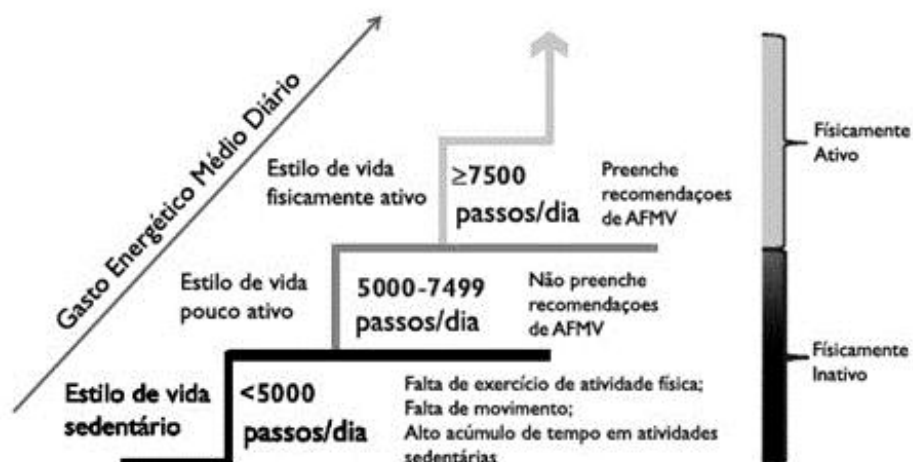 Gasto Energético Médio Diário
Estilo de vida
fisicamente ativo
≥7500
passos/dia
Preenche
recomendaçoes
de AFMV
Físicamente
Ativo
Estilo de vida
pouco ativo
5000-7499
passos/dia
Não preenche
recomendaçoes
de AFMV
Físicamente
Inativo
Estilo de vida
sedentário
<5000
passos/dia
Falta de exercício de atividade física;
Falta de movimento;
Alto acúmulo de tempo em atividades
sedentárias